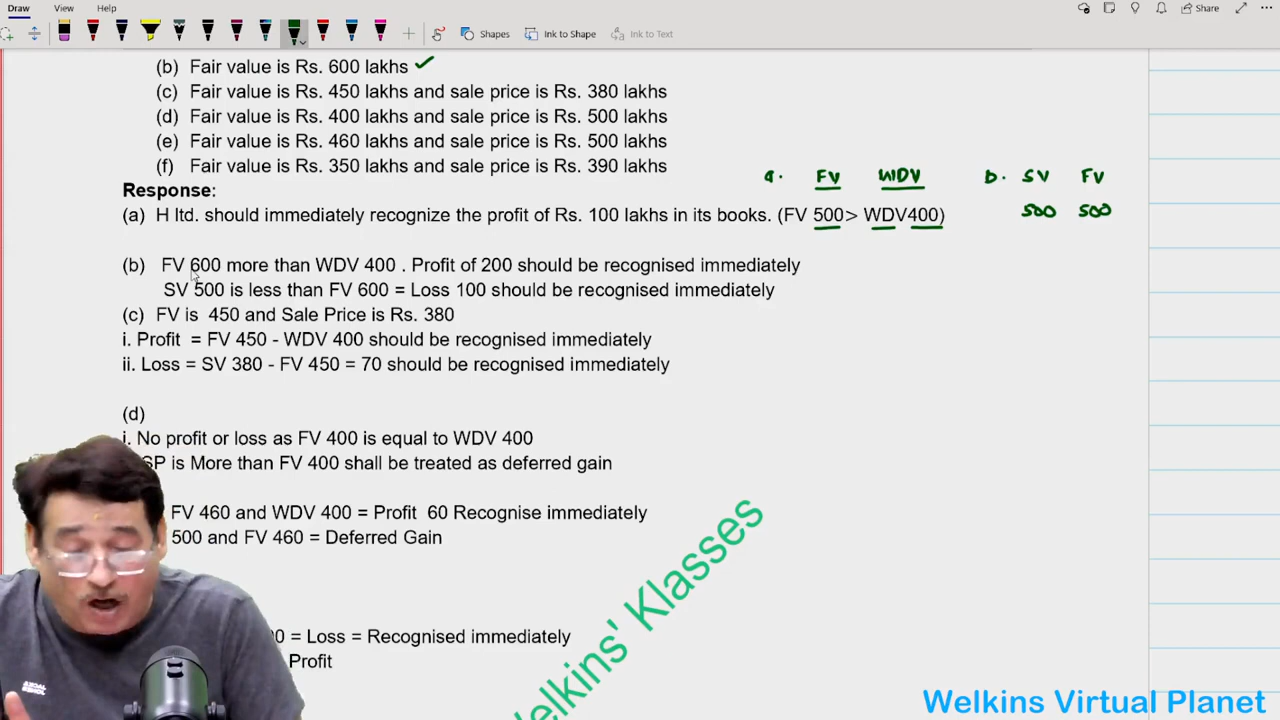 Draw View Help Share
Shapes Ink to Shape Ink to Text
(b) Fair value is Rs. 600 lakhs ✓
(c) Fair value is Rs. 450 lakhs and sale price is Rs. 380 lakhs
(d) Fair value is Rs. 400 lakhs and sale price is Rs. 500 lakhs
(e) Fair value is Rs. 460 lakhs and sale price is Rs. 500 lakhs
(f) Fair value is Rs. 350 lakhs and sale price is Rs. 390 lakhs
a. FV WDV b. SV FV
Response:
(a) H ltd. should immediately recognize the profit of Rs. 100 lakhs in its books. (FV 500> WDV400) 500 500
(b) FV 600 more than WDV 400 . Profit of 200 should be recognised immediately
SV 500 is less than FV 600 = Loss 100 should be recognised immediately
(c) FV is 450 and Sale Price is Rs. 380
i. Profit = FV 450 - WDV 400 should be recognised immediately
ii. Loss = SV 380 - FV 450 = 70 should be recognised immediately
(d)
i. No profit or loss as FV 400 is equal to WDV 400
SP is More than FV 400 shall be treated as deferred gain
FV 460 and WDV 400 = Profit 60 Recognise immediately
500 and FV 460 = Deferred Gain
= Loss = Recognised immediately
Profit
elkins' Klasses
Welkins Virtual Planet